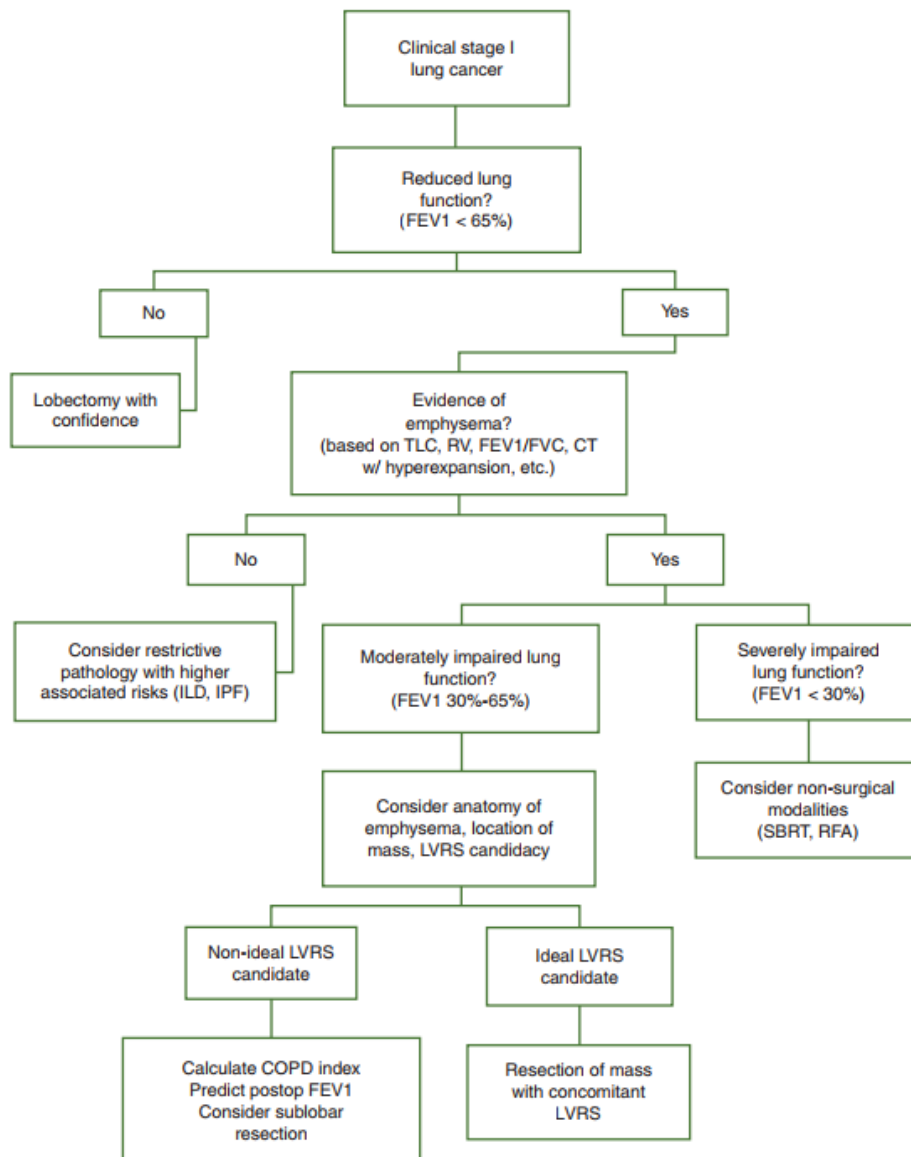 Clinical stage I
lung cancer
Reduced lung
function?
(FEV1 < 65%)
No
Yes
Lobectomy with
confidence
Evidence of
emphysema?
(based on TLC, RV, FEV1/FVC, CT
w/ hyperexpansion, etc.)
No
Yes
Consider restrictive
pathology with higher
associated risks (ILD, IPF)
Moderately impaired lung
function?
(FEV1 30%-65%)
Severely impaired
lung function?
(FEV1 < 30%)
Consider anatomy of
emphysema, location of
mass, LVRS candidacy
Consider non-surgical
modalities
(SBRT, RFA)
Non-ideal LVRS
candidate
Ideal LVRS
candidate
Calculate COPD index
Predict postop FEV1
Consider sublobar
resection
Resection of mass
with concomitant
LVRS